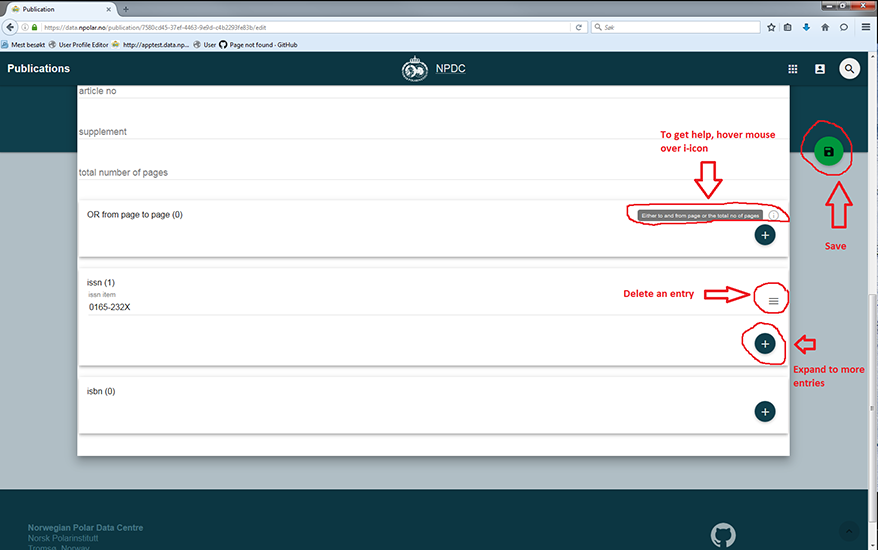 Publication
https://data.npolar.no/publication/7580cd45-37ef-4463-9e9d-c4b2293fe83b/edit
Søk
Mest besøkt
User Profile Editor
http://apptest.data.np...
User
Page not found · GitHub
Publications
NPDC
article no
supplement
To get help, hover mouse
over i-icon
total number of pages
OR from page to page (0)
Either to and from page or the total no of pages
Save
issn (1)
issn item
0165-232X
Delete an entry
Expand to more
entries
isbn (0)
Norwegian Polar Data Centre
Norsk Polarinstitutt
Tromsø, Norway